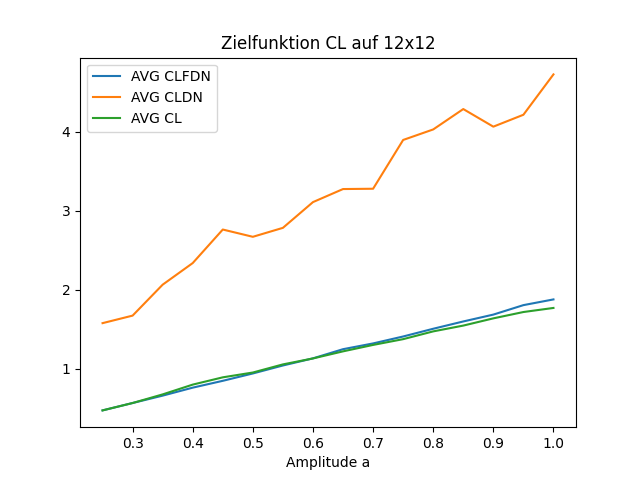 Zielfunktion CL auf 12x12
AVG CLFDN
AVG CLDN
AVG CL
4
3
2
1
0.3 0.4 0.5 0.6 0.7 0.8 0.9 1.0
Amplitude a